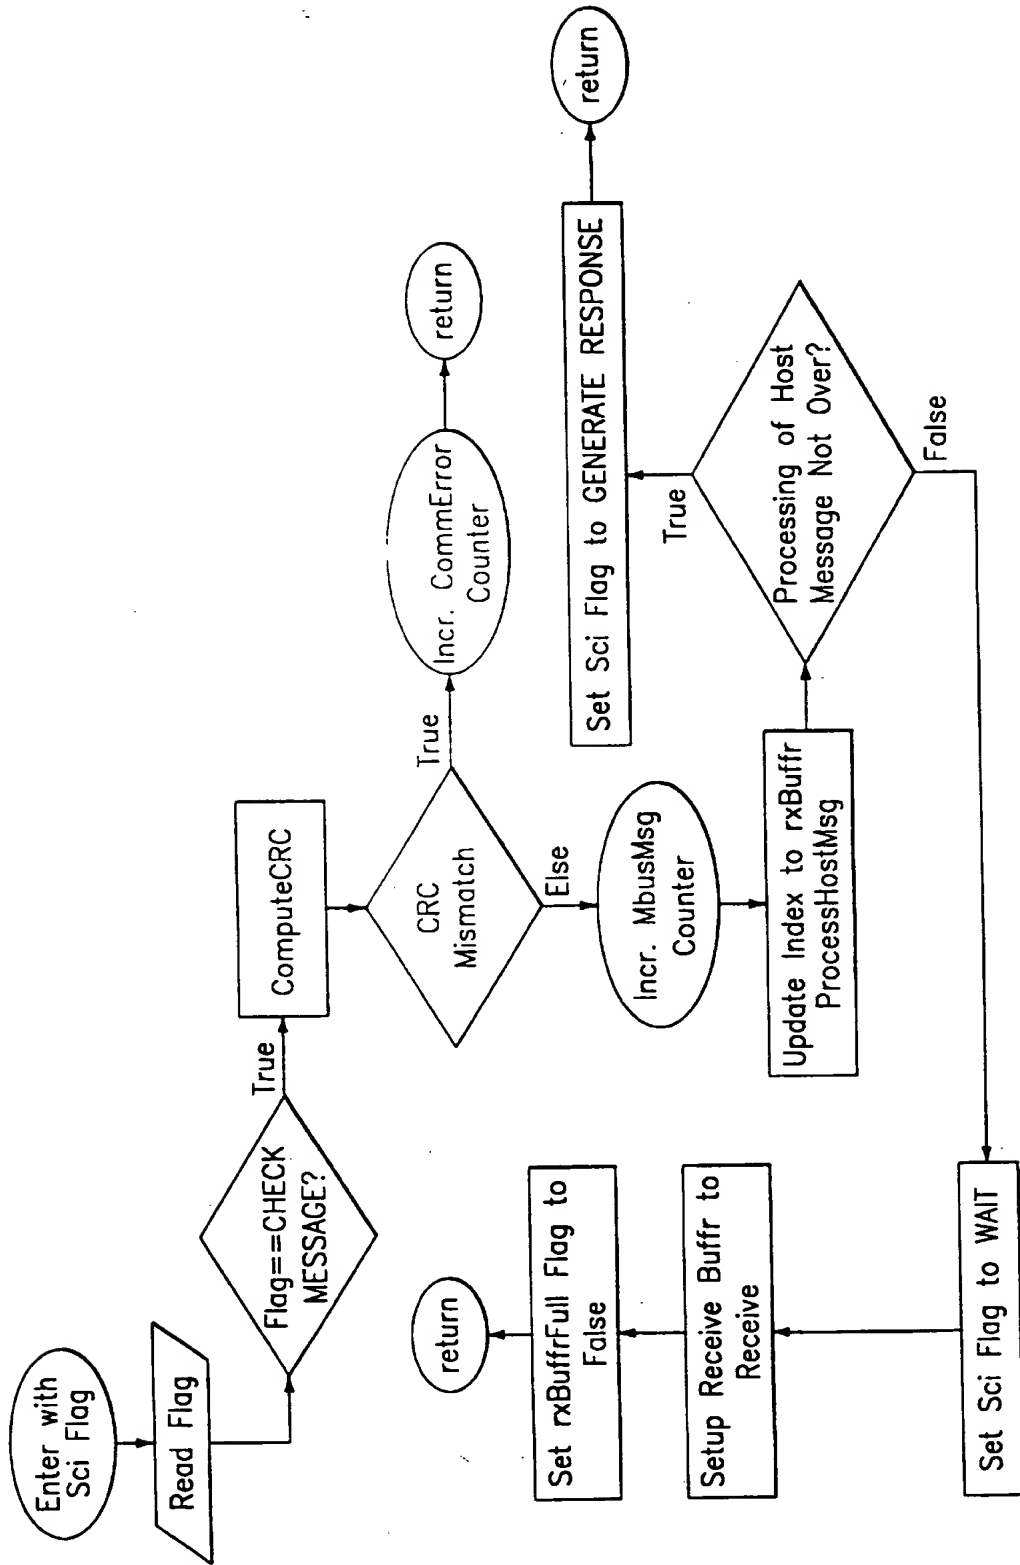 Enter with
Sci Flag
Read Flag
Flag==CHECK
MESSAGE?
True
ComputeCRC
CRC
Mismatch
True
Incr. CommError
Counter
return
Else
Incr. MbusMsg
Counter
Update Index to rxBuffr
ProcessHostMsg
Processing of Host
Message Not Over?
True
Set Sci Flag to GENERATE RESPONSE
return
False
Set Sci Flag to WAIT
Setup Receive Buffr to
Receive
Set rxBuffrFull Flag to
False
return